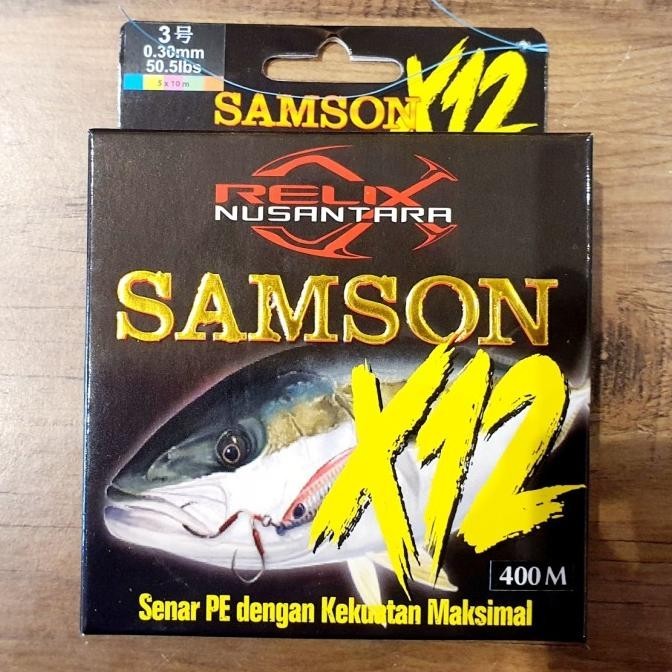 3号
0.30mm
50.5lbs
5 x 10 m
SAMSON X12
RELIX
NUSANTARA
SAMSON
X12
400 M
Senar PE dengan Kekuatan Maksimal